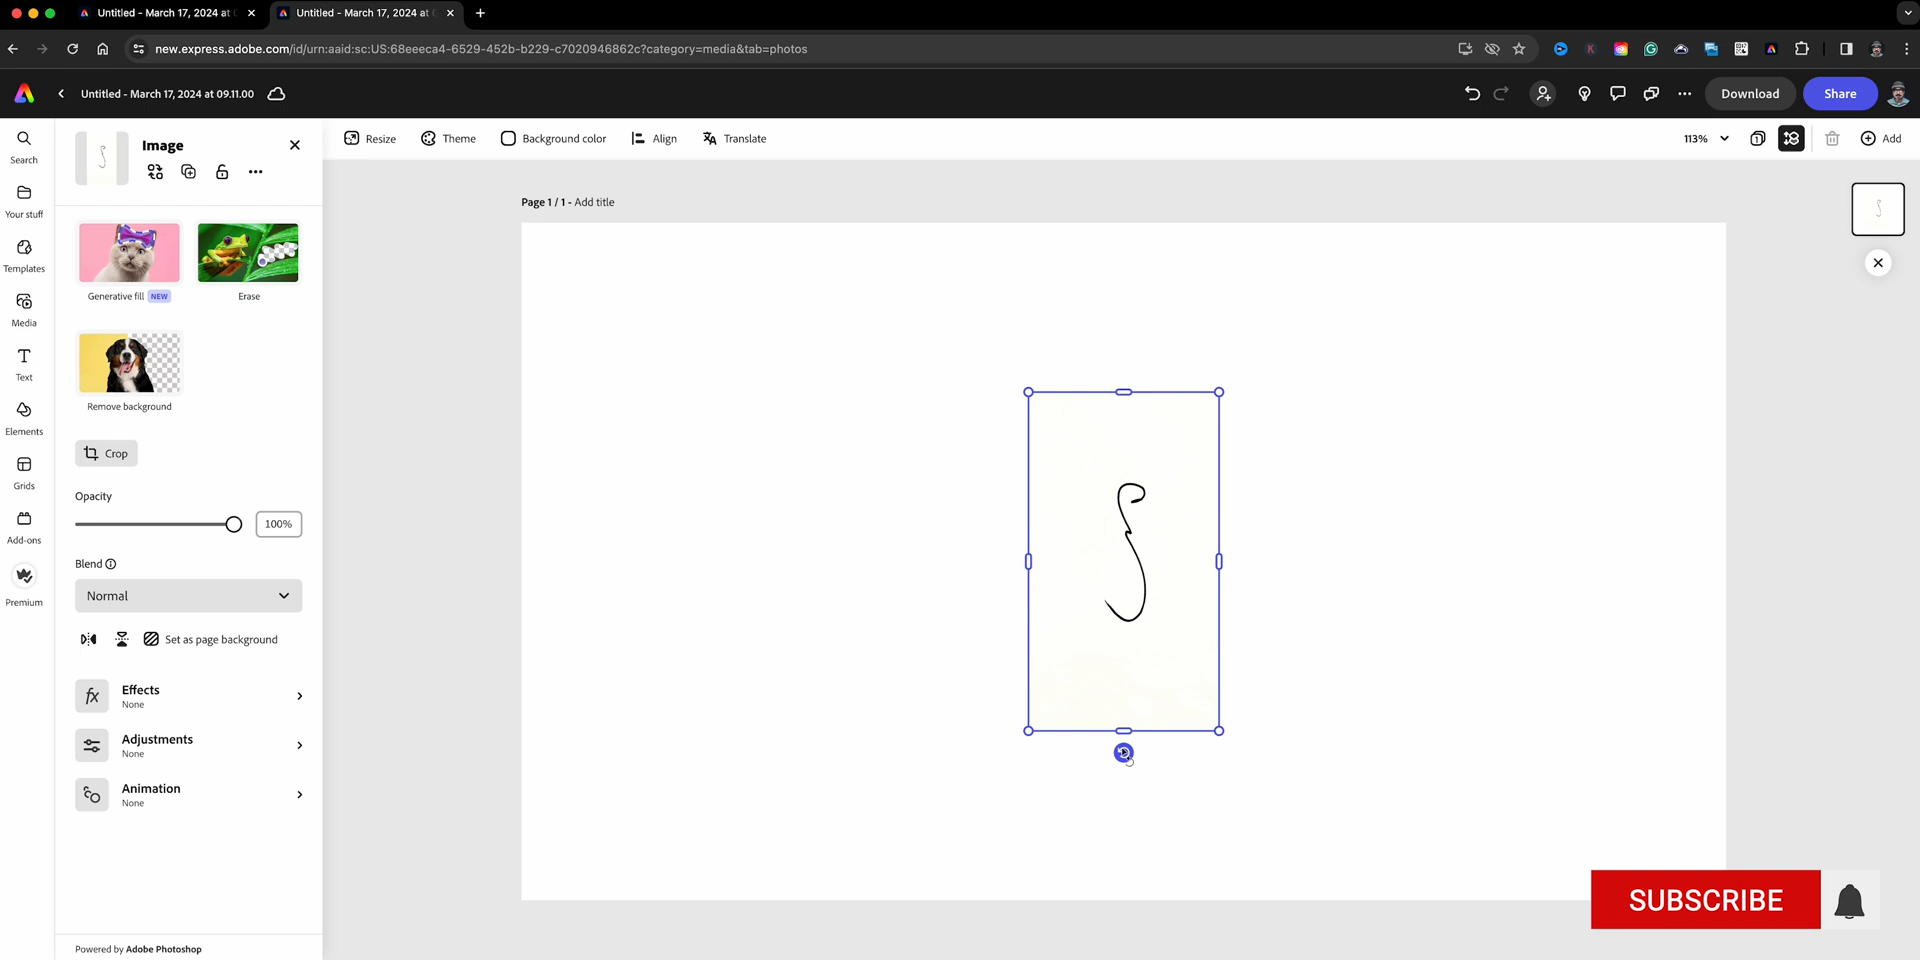 Untitled - March 17, 2024 at
Untitled - March 17, 2024 at
new.express.adobe.com/id/urn:aaid:sc:US:68eeeca4-6529-452b-b229-c7020946862c?category=media&tab=photos
Untitled - March 17, 2024 at 09.11.00
Download
Share
Search
Your stuff
Templates
Media
Text
Elements
Grids
Add-ons
Premium
Image
Generative fill NEW
Erase
Remove background
Crop
Opacity
100%
Blend
Normal
Set as page background
Effects
None
Adjustments
None
Animation
None
Powered by Adobe Photoshop
Resize
Theme
Background color
Align
Translate
113%
Add
Page 1 / 1 - Add title
SUBSCRIBE